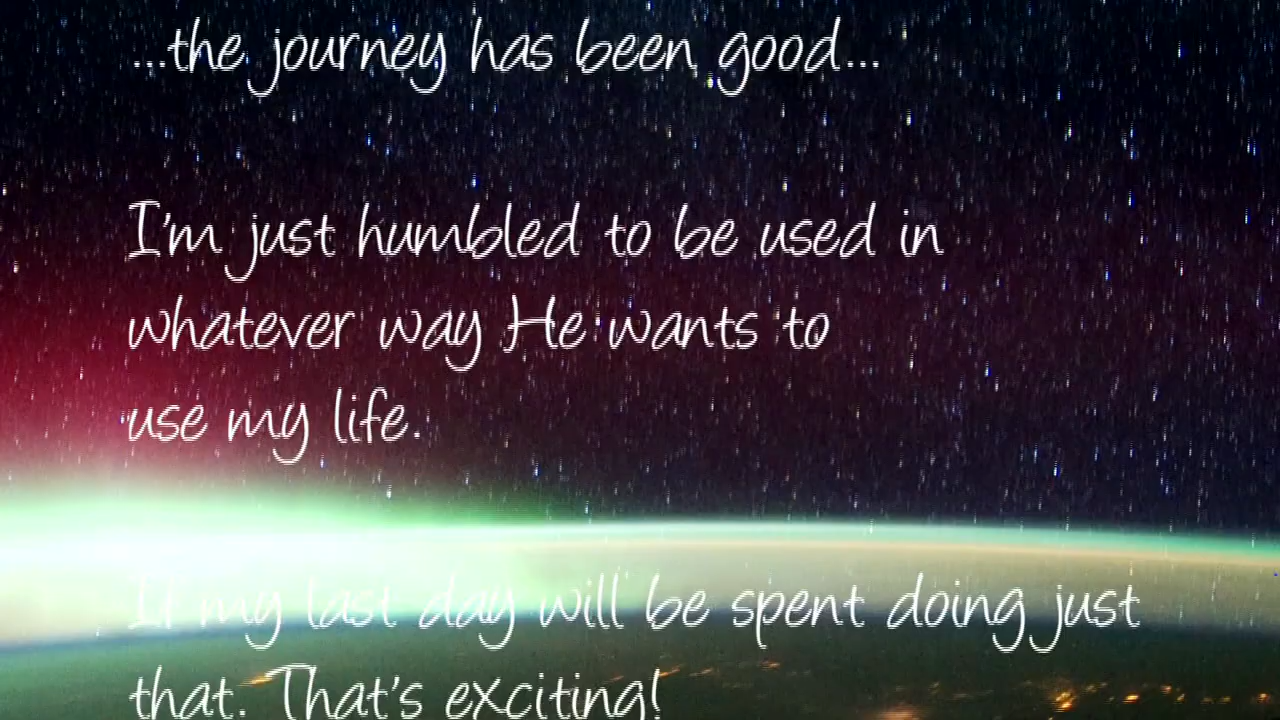 ...the journey has been good...
I'm just humbled to be used in
whatever way He wants to
use my life.
If my last day will be spent doing just
that. That's exciting!